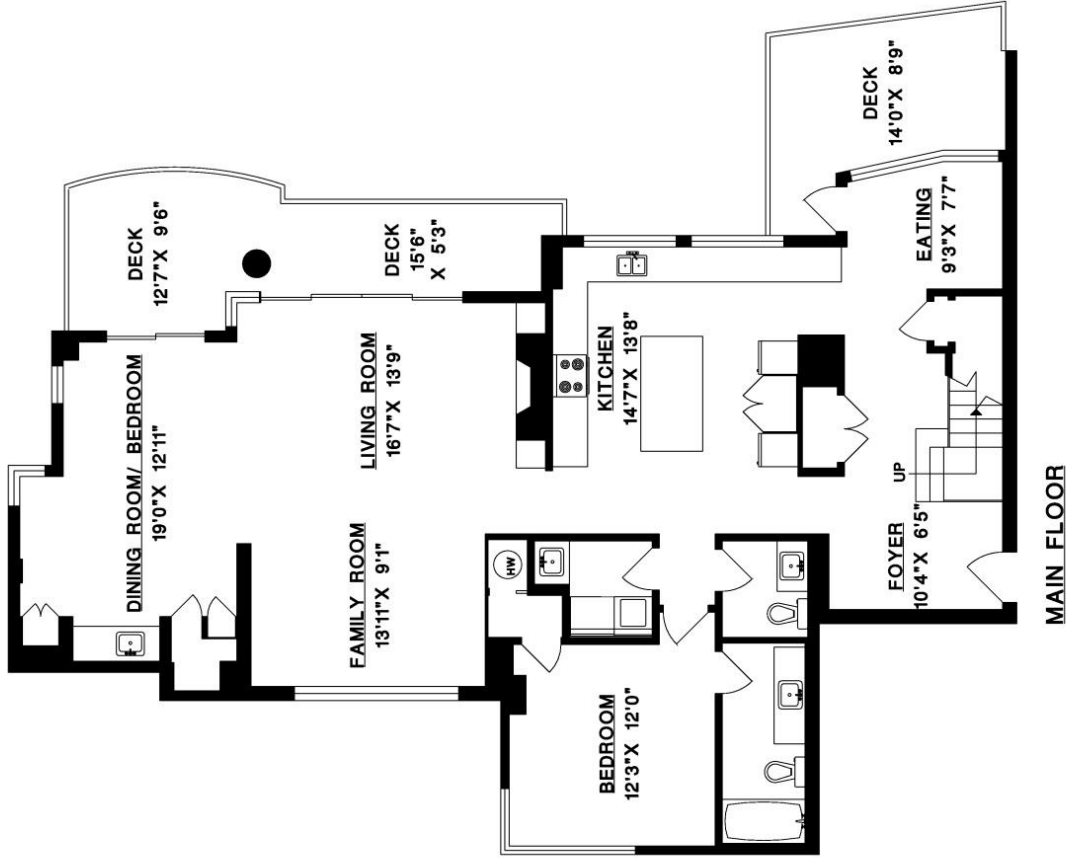 DECK
12'7"X 9'6"
DECK
15'6"
X 5'3"
DECK
14'0"X 8'9"
DINING ROOM/ BEDROOM
19'0"X 12'11"
LIVING ROOM
16'7"X 13'9"
KITCHEN
14'7"X 13'8"
EATING
9'3"X 7'7"
FAMILY ROOM
13'11"X 9'1"
HW
UP
FOYER
10'4"X 6'5"
BEDROOM
12'3"X 12'0"
MAIN FLOOR